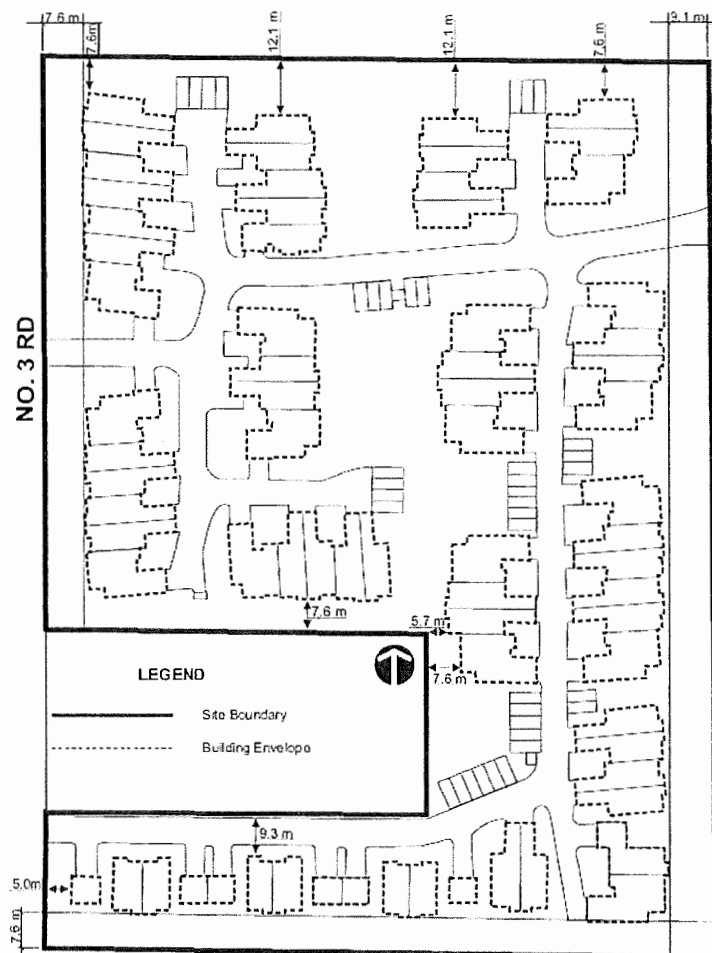 7.6 m
7.6m
12.1 m
12.1 m
7.6 m
9.1 m
NO. 3 RD
7.6 m
5.7 m
7.6 m
LEGEND
Site Boundary
Building Envelope
9.3 m
5.0m
7.6 m